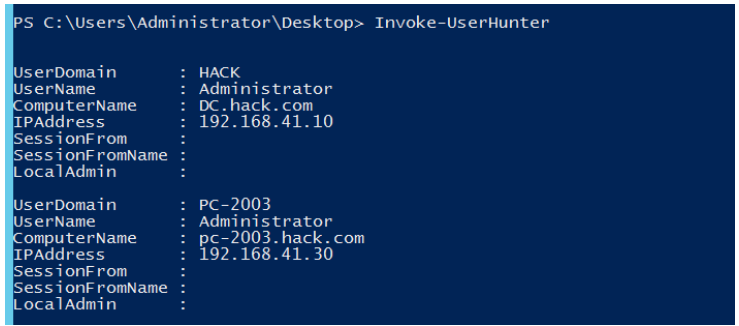 PS C:\Users\Administrator\Desktop> Invoke-UserHunter
UserDomain : HACK
UserName : Administrator
ComputerName : DC.hack.com
IPAddress : 192.168.41.10
SessionFrom :
SessionFromName :
LocalAdmin :
UserDomain : PC-2003
UserName : Administrator
ComputerName : pc-2003.hack.com
IPAddress : 192.168.41.30
SessionFrom :
SessionFromName :
LocalAdmin :